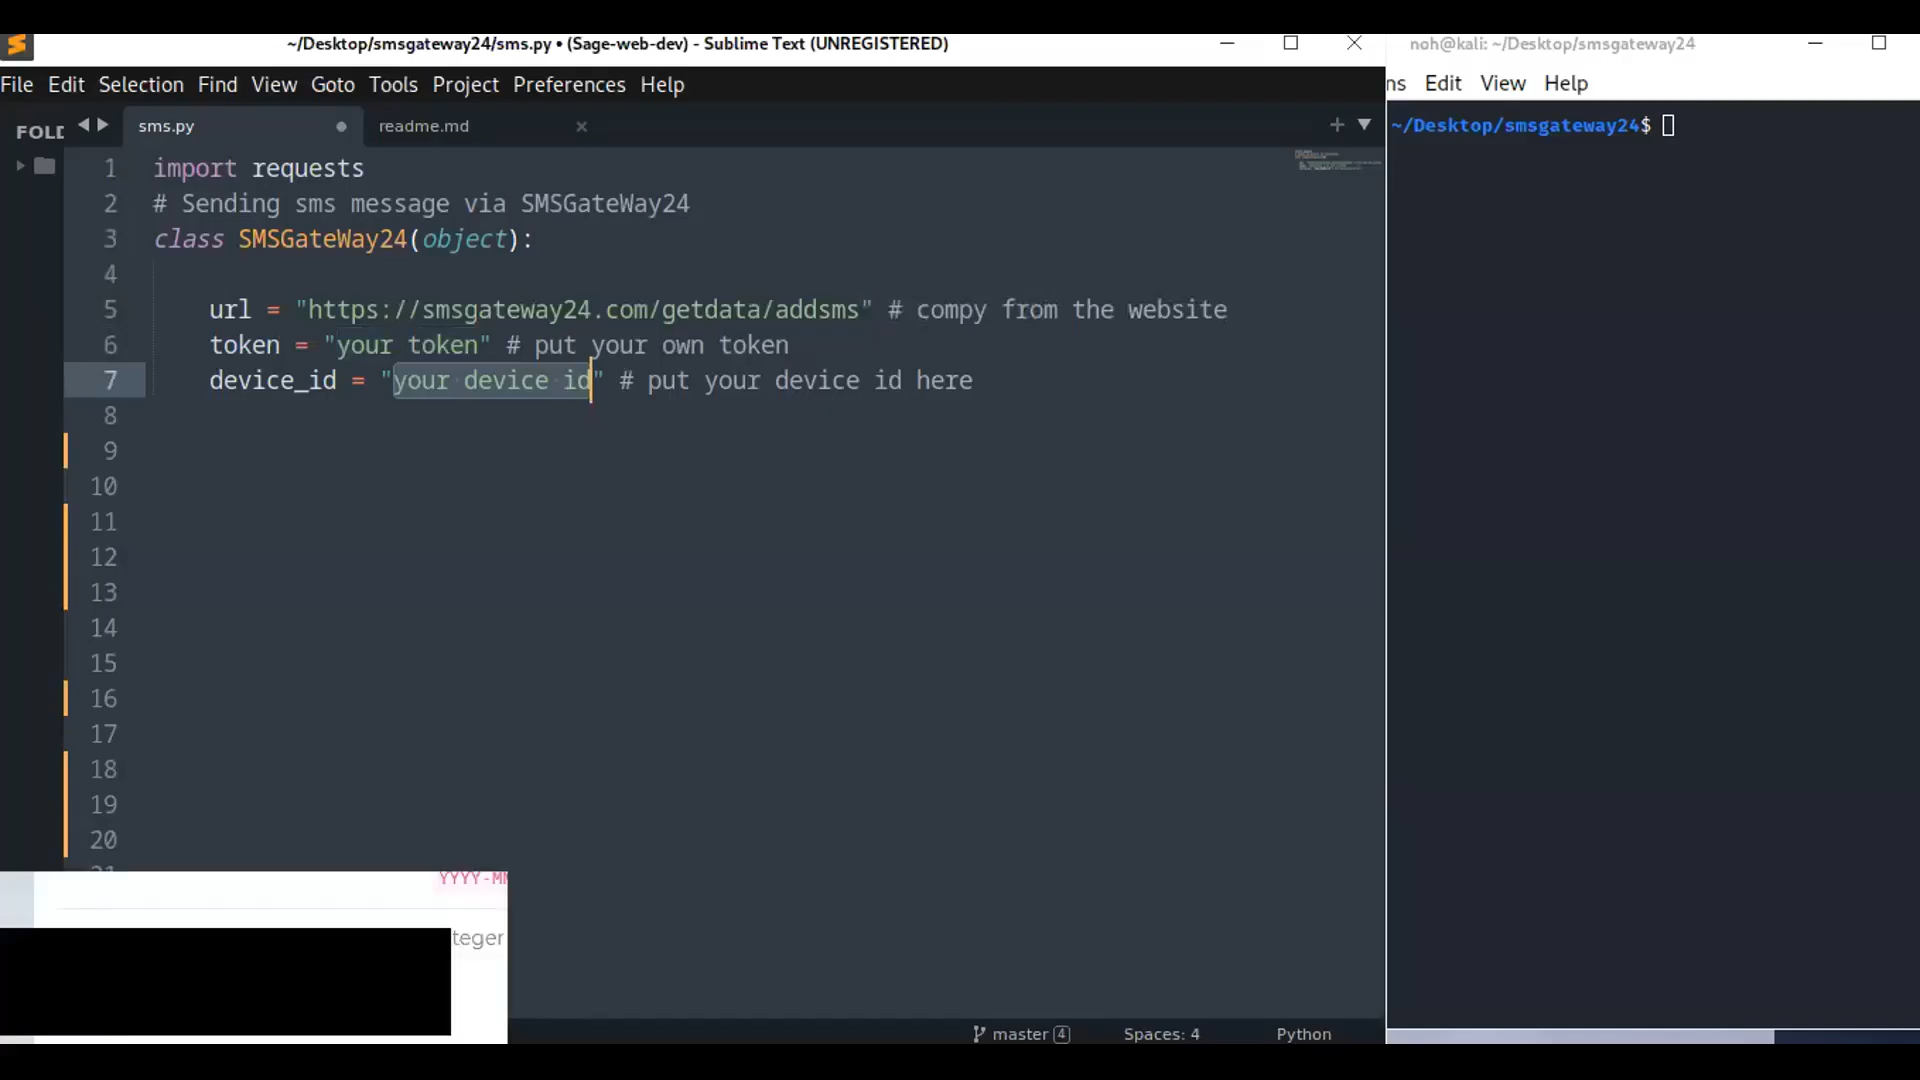 ~/Desktop/smsgateway24/sms.py • (Sage-web-dev) - Sublime Text (UNREGISTERED)
File Edit Selection Find View Goto Tools Project Preferences Help
FOLD
sms.py
readme.md
1 import requests
2 # Sending sms message via SMSGateWay24
3 class SMSGateWay24(object):
4
5 url = "https://smsgateway24.com/getdata/addsms" # compy from the website
6 token = "your token" # put your own token
7 device_id = "your device id" # put your device id here
8
9
10
11
12
13
14
15
16
17
18
19
20
YYYY-M
teger
master 4 Spaces: 4 Python
noh@kali: ~/Desktop/smsgateway24
ns Edit View Help
~/Desktop/smsgateway24$